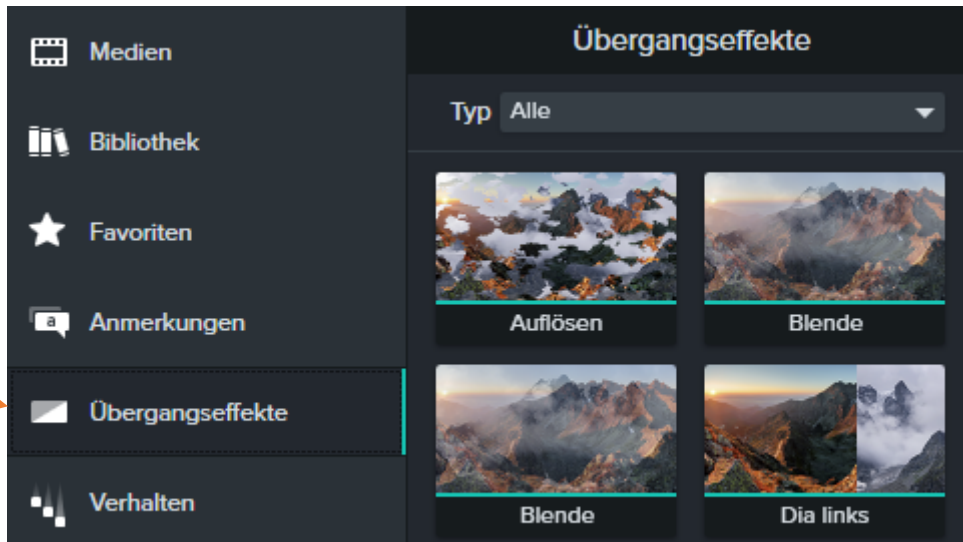 Medien
Bibliothek
Favoriten
a
Anmerkungen
Übergangseffekte
Verhalten
Übergangseffekte
Typ Alle
Auflösen
Blende
Blende
Dia links